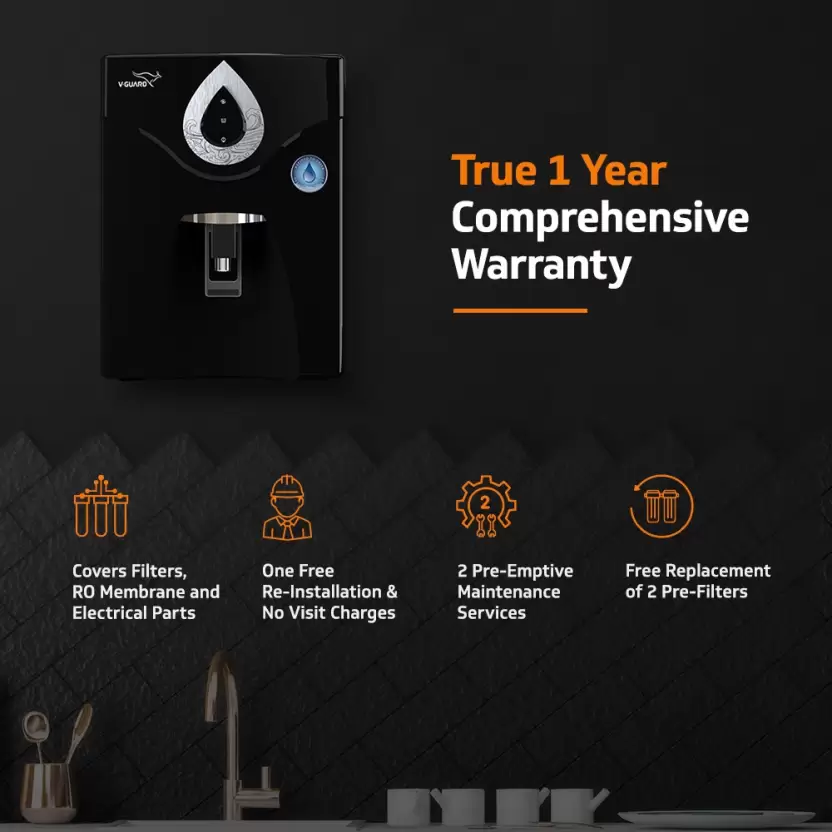 V-GUARD
True 1 Year
Comprehensive
Warranty
Covers Filters,
RO Membrane and
Electrical Parts
One Free
Re-Installation &
No Visit Charges
2
2 Pre-Emptive
Maintenance
Services
Free Replacement
of 2 Pre-Filters